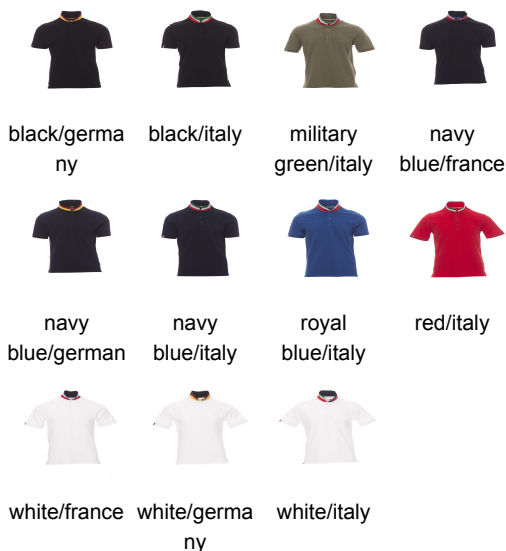 black/germa
ny
black/italy
military
green/italy
navy
blue/france
navy
blue/german
navy
blue/italy
royal
blue/italy
red/italy
white/france
white/germa
ny
white/italy